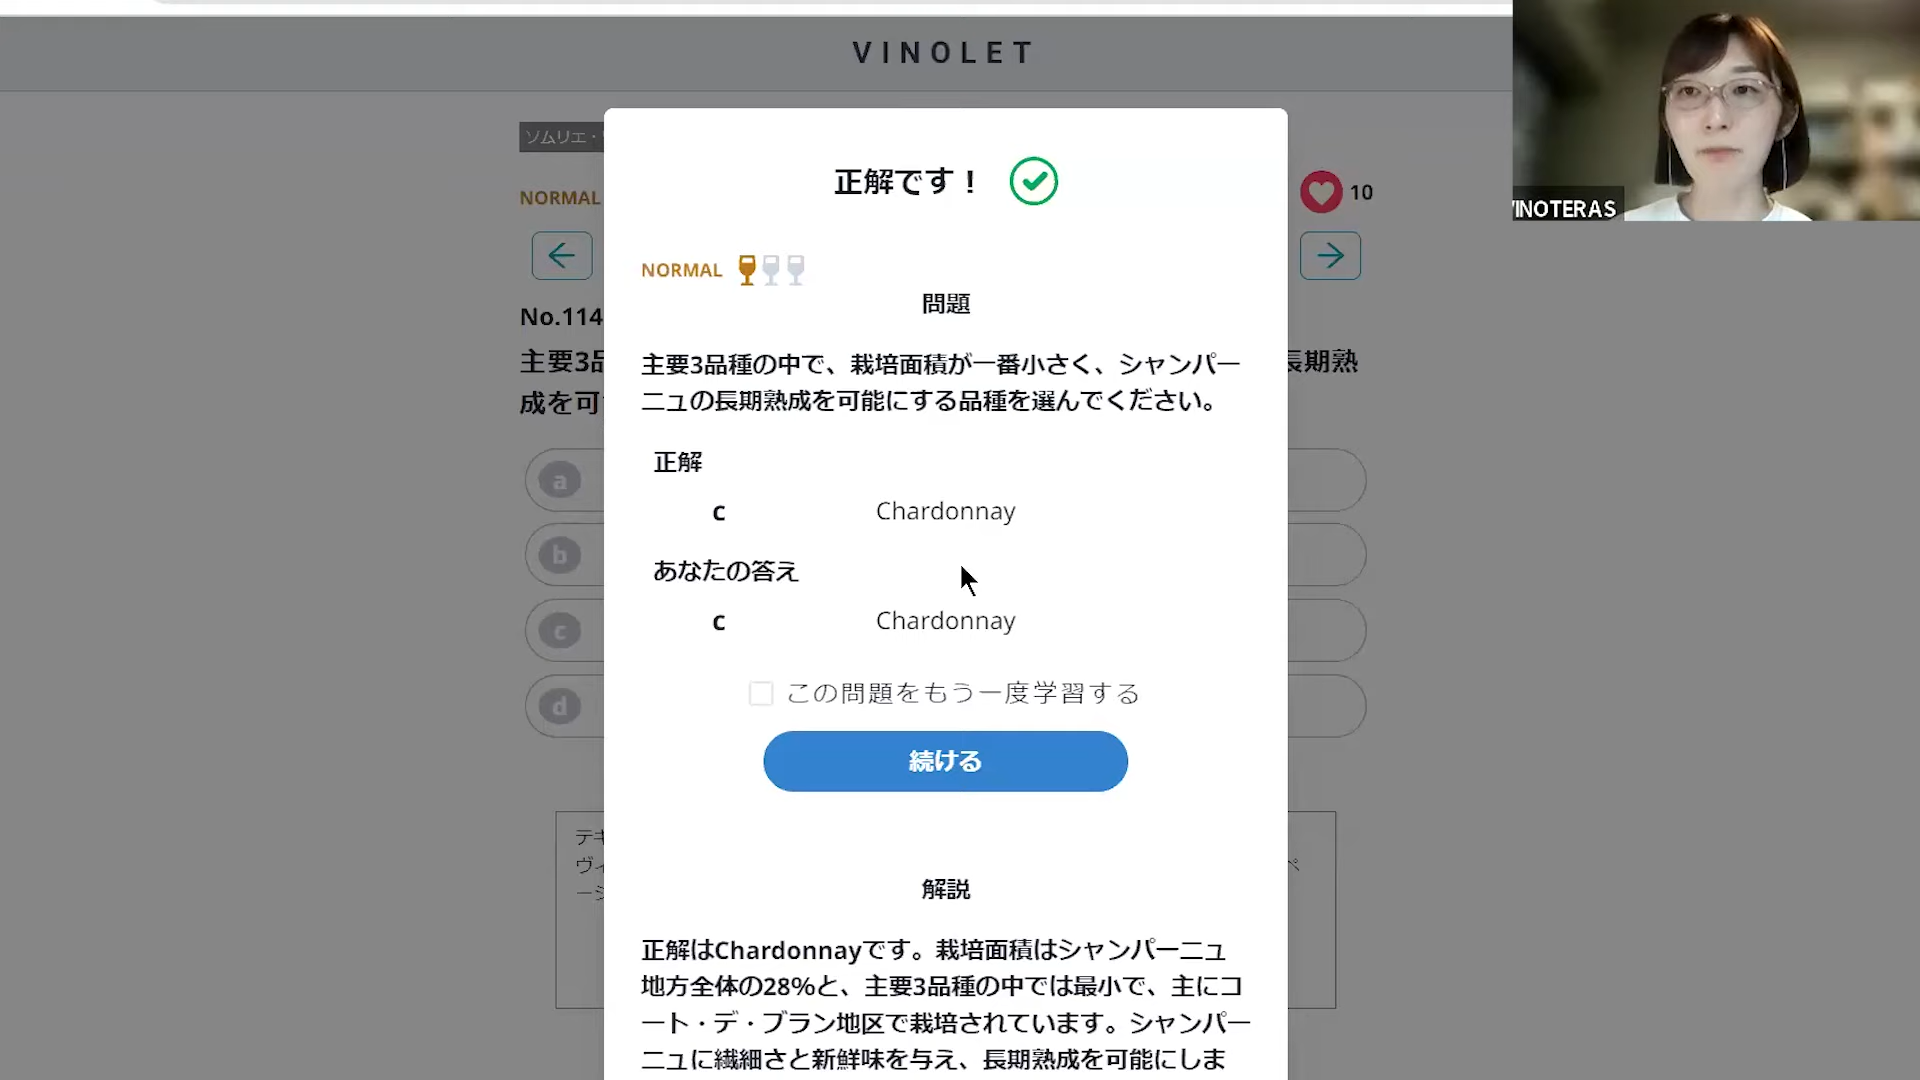 VINOLET
ソムリエ・
NORMAL
10
VINOTERAS
No.114
主要3品
長期熟
成を可
a
b
c
d
テキ
ヴィ
ージ
ペ
正解です！
NORMAL
問題
主要3品種の中で、栽培面積が一番小さく、シャンパー
ニュの長期熟成を可能にする品種を選んでください。
正解
c Chardonnay
あなたの答え
c Chardonnay
この問題をもう一度学習する
続ける
解説
正解はChardonnayです。栽培面積はシャンパーニュ
地方全体の28%と、主要3品種の中では最小で、主にコ
ート・デ・ブラン地区で栽培されています。シャンパー
ニュに繊細さと新鮮味を与え、長期熟成を可能にしま